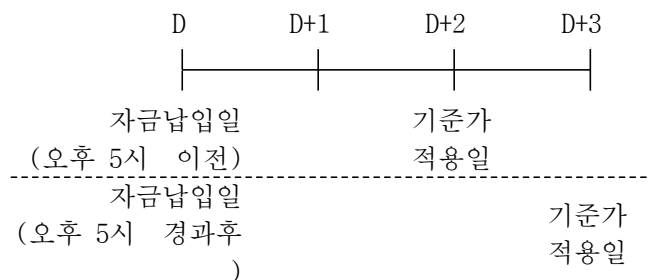 D D+1 D+2 D+3
자금납입일 기준가
(오후 5시 이전) 적용일
자금납입일
(오후 5시 경과후
)
기준가
적용일